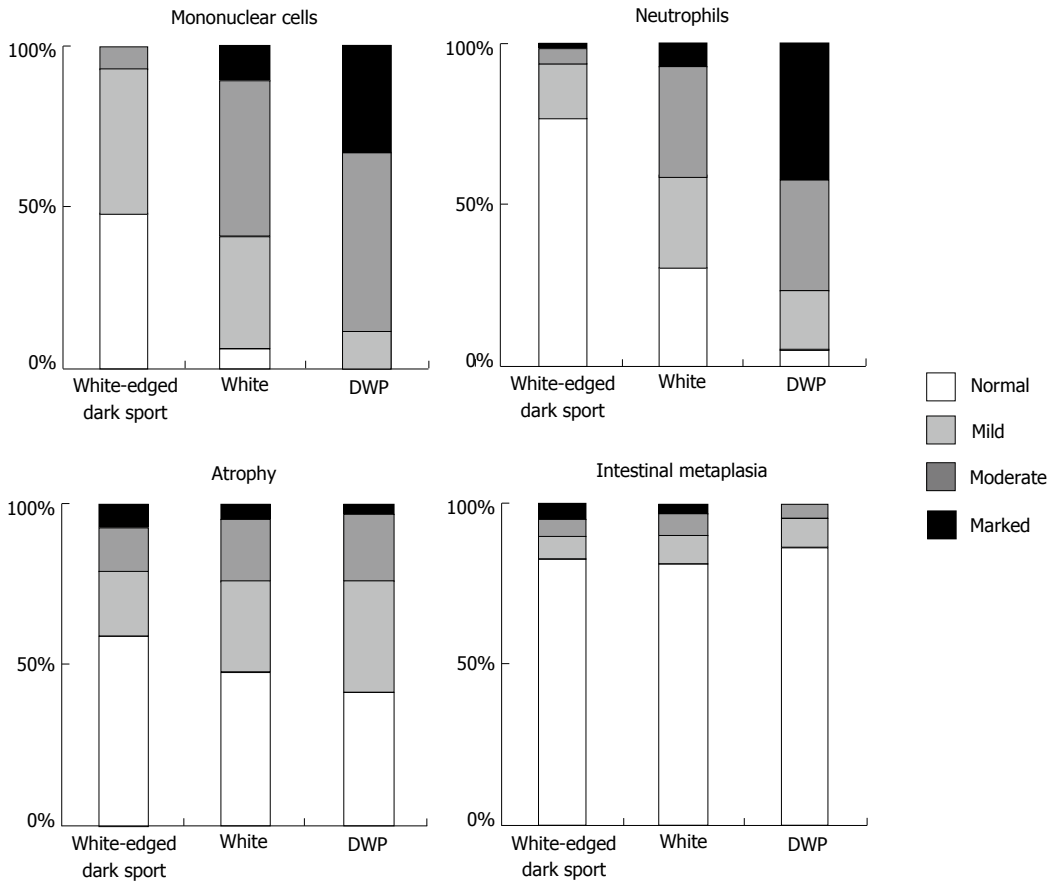 Mononuclear cells
100%
50%
0%
White-edged
dark sport
White
DWP
Neutrophils
100%
50%
0%
White-edged
dark sport
White
DWP
Normal
Mild
Moderate
Marked
Atrophy
100%
50%
0%
White-edged
dark sport
White
DWP
Intestinal metaplasia
100%
50%
0%
White-edged
dark sport
White
DWP